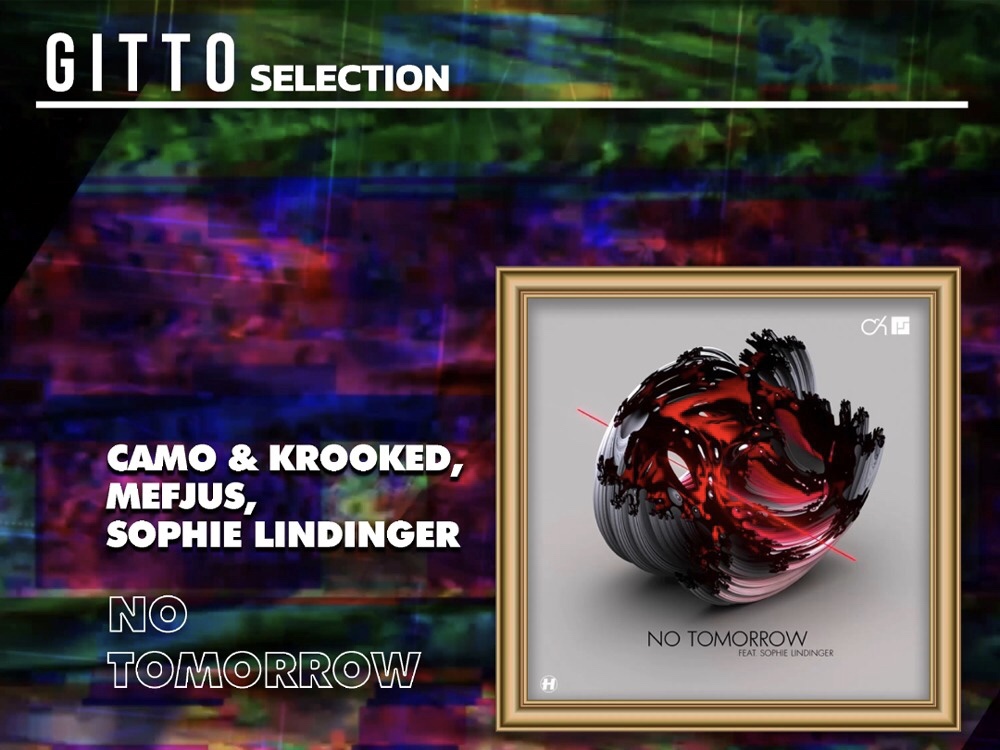 GITTO SELECTION
CAMO & KROOKED,
MEFJUS,
SOPHIE LINDINGER
NO
TOMORROW
NO TOMORROW
FEAT. SOPHIE LINDINGER
H